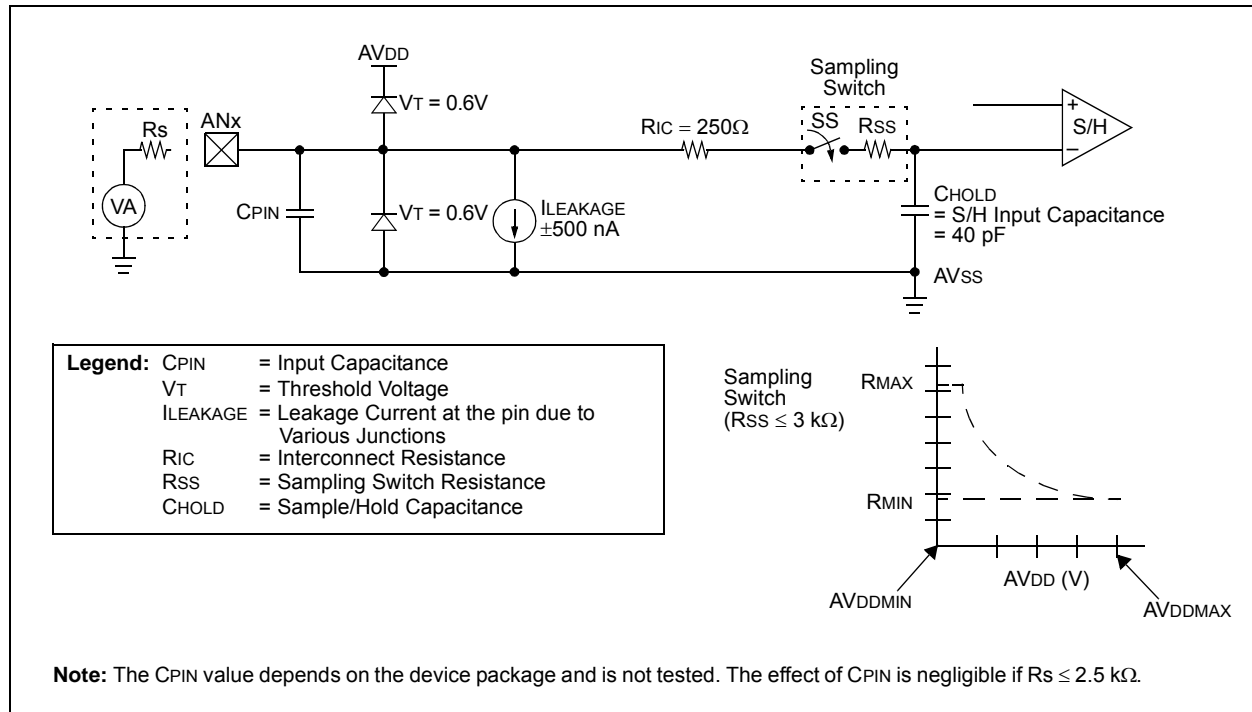 AVDD
VT = 0.6V
Sampling
Switch
Rs
ANx
RIC = 250Ω
SS
RSS
+
S/H
–
VA
CPIN
VT = 0.6V
ILEAKAGE
±500 nA
CHOLD
= S/H Input Capacitance
= 40 pF
AVSS
Legend: CPIN = Input Capacitance
VT = Threshold Voltage
ILEAKAGE = Leakage Current at the pin due to
Various Junctions
RIC = Interconnect Resistance
RSS = Sampling Switch Resistance
CHOLD = Sample/Hold Capacitance
Sampling
Switch
(RSS ≤ 3 kΩ)
RMAX
RMIN
AVDDMIN
AVDD (V)
AVDDMAX
Note: The CPIN value depends on the device package and is not tested. The effect of CPIN is negligible if Rs ≤ 2.5 kΩ.